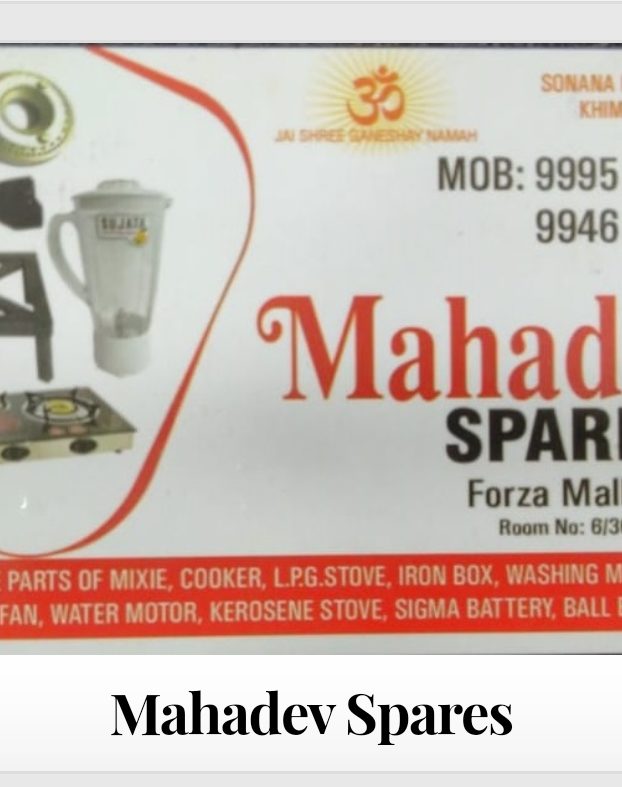 SONANA
KHIM
ॐ
JAI SHREE GANESHAY NAMAH
MOB: 9995
9946
SUJATA
Mahad
SPAR
Forza Mal
Room No: 6/3
PARTS OF MIXIE, COOKER, L.P.G.STOVE, IRON BOX, WASHING M
FAN, WATER MOTOR, KEROSENE STOVE, SIGMA BATTERY, BALL
Mahadev Spares